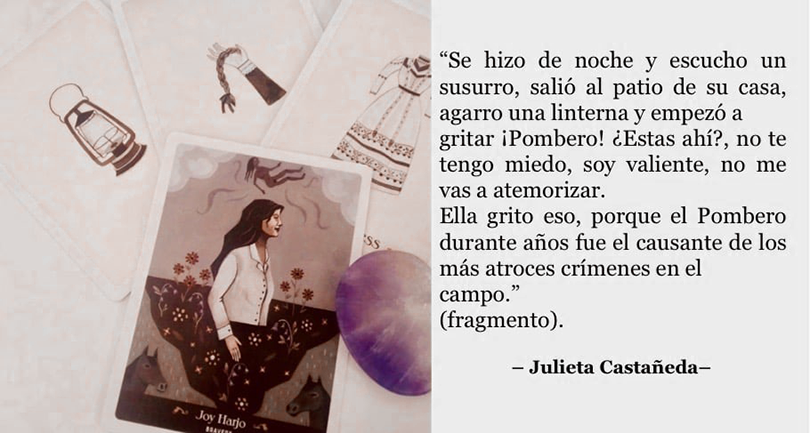 “Se hizo de noche y escucho un
susurro, salió al patio de su casa,
agarro una linterna y empezó a
gritar ¡Pombero! ¿Estas ahí?, no te
tengo miedo, soy valiente, no me
vas a atemorizar.
Ella grito eso, porque el Pombero
durante años fue el causante de los
más atroces crímenes en el
campo.”
(fragmento).
– Julieta Castañeda–
Joy Harjo